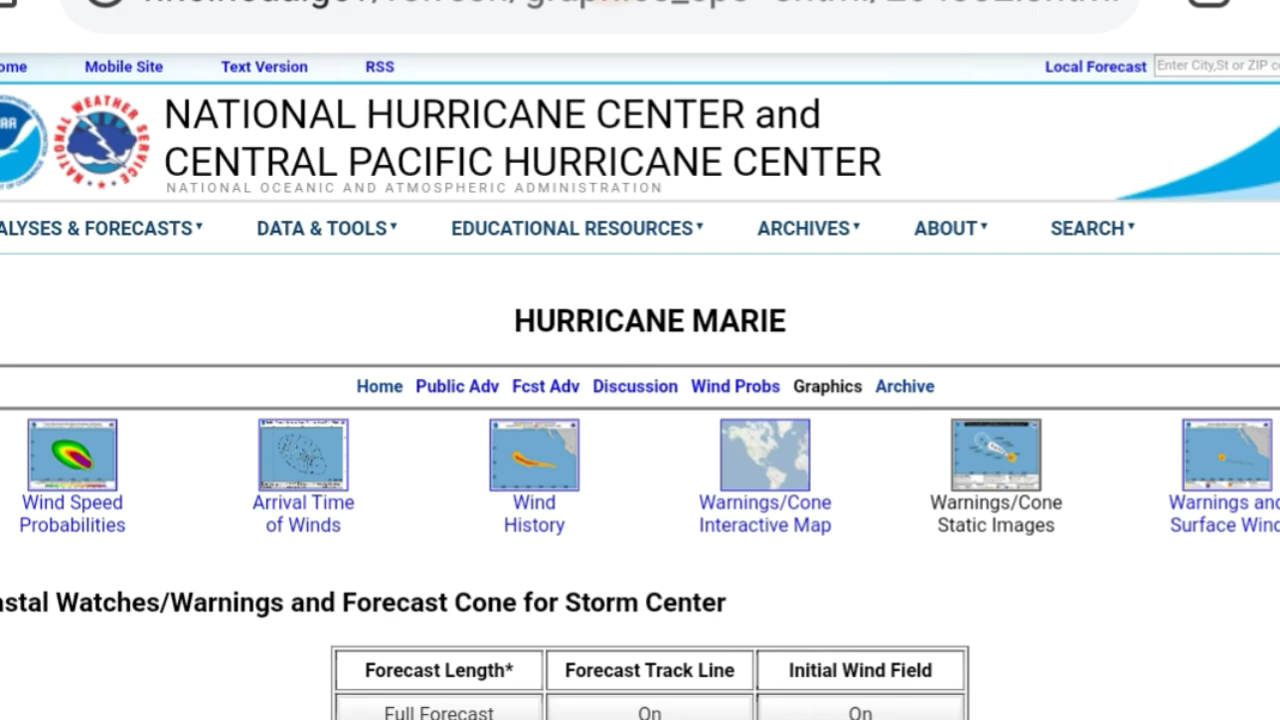 ome Mobile Site Text Version RSS Local Forecast Enter City,St or ZIP co
NATIONAL WEATHER SERVICE
NATIONAL HURRICANE CENTER and
CENTRAL PACIFIC HURRICANE CENTER
NATIONAL OCEANIC AND ATMOSPHERIC ADMINISTRATION
ALYSES & FORECASTS DATA & TOOLS EDUCATIONAL RESOURCES ARCHIVES ABOUT SEARCH
HURRICANE MARIE
Home Public Adv Fcst Adv Discussion Wind Probs Graphics Archive
Wind Speed
Probabilities
Arrival Time
of Winds
Wind
History
Warnings/Cone
Interactive Map
Warnings/Cone
Static Images
Warnings and
Surface Wind
astal Watches/Warnings and Forecast Cone for Storm Center
Forecast Length* Forecast Track Line Initial Wind Field
Full Forecast On On